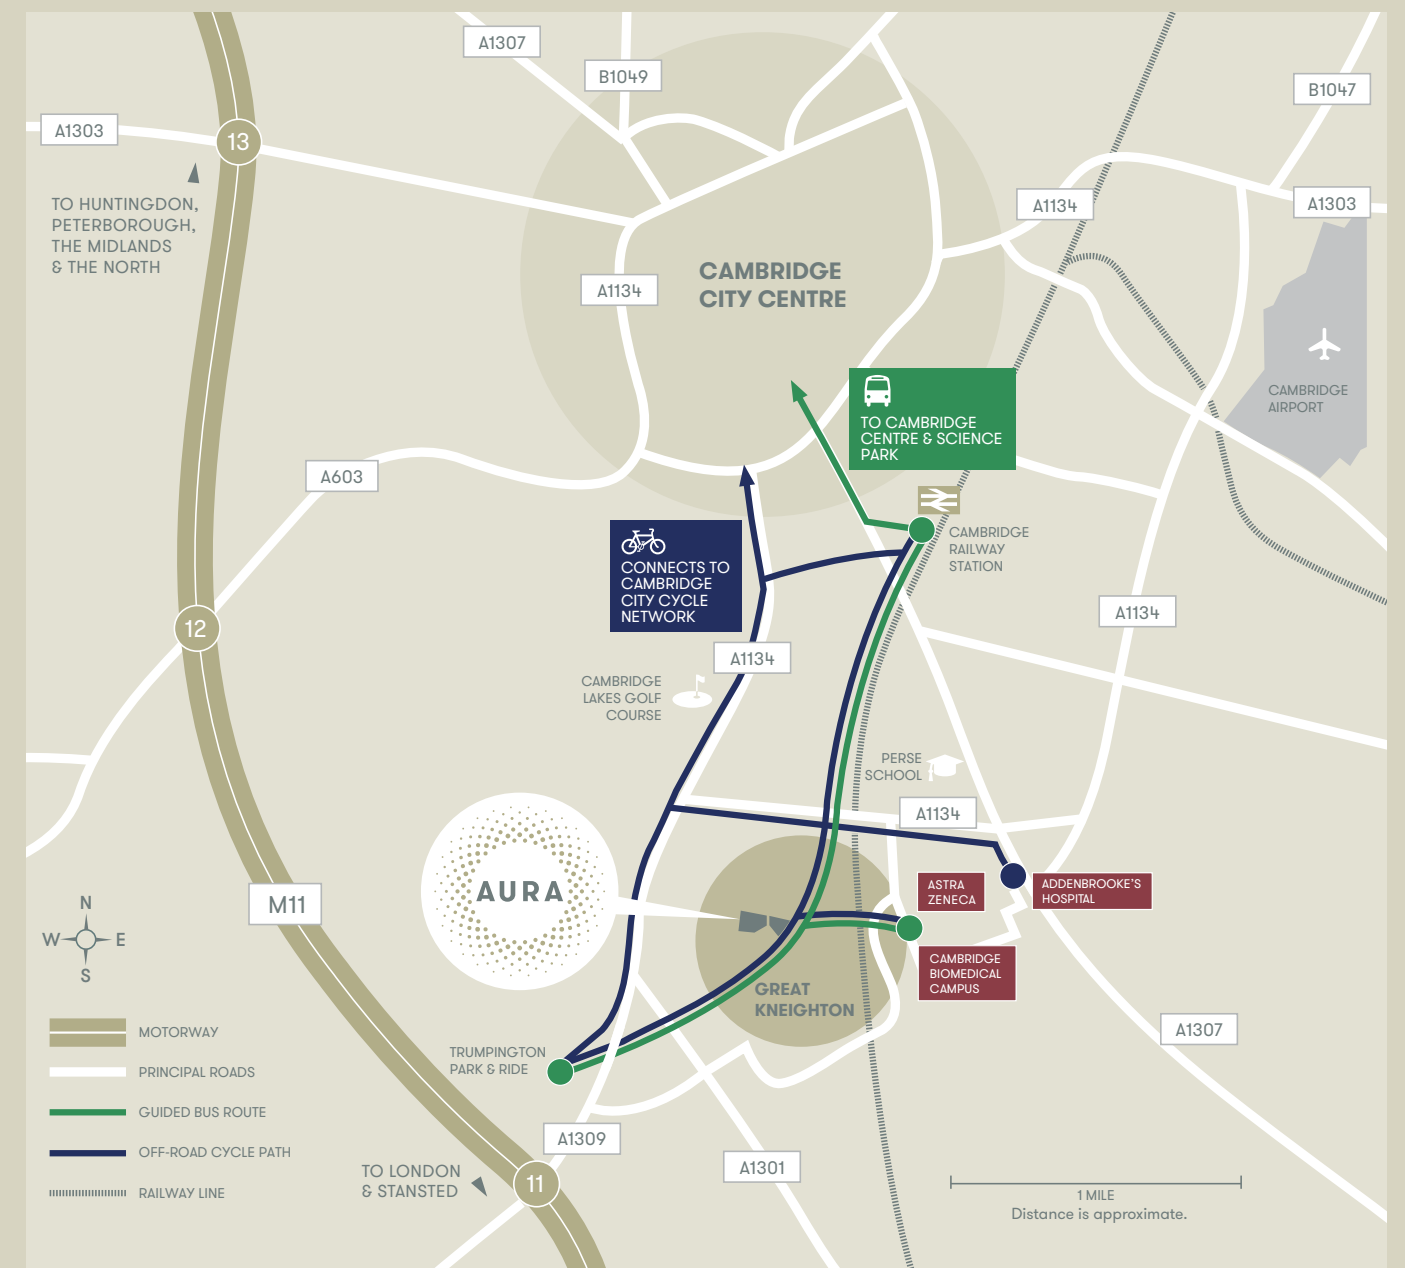 A1307
B1049
B1047
A1303
13
TO HUNTINGDON,
PETERBOROUGH,
THE MIDLANDS
& THE NORTH
A1134
A1303
CAMBRIDGE
CITY CENTRE
A1134
CAMBRIDGE
AIRPORT
TO CAMBRIDGE
CENTRE & SCIENCE
PARK
A603
CAMBRIDGE
RAILWAY
STATION
CONNECTS TO
CAMBRIDGE
CITY CYCLE
NETWORK
A1134
12
A1134
CAMBRIDGE
LAKES GOLF
COURSE
PERSE
SCHOOL
A1134
AURA
ASTRA
ZENECA
ADDENBROOKE'S
HOSPITAL
M11
N
W
E
S
CAMBRIDGE
BIOMEDICAL
CAMPUS
GREAT
KNEIGHTON
A1307
TRUMPINGTON
PARK & RIDE
MOTORWAY
PRINCIPAL ROADS
GUIDED BUS ROUTE
OFF-ROAD CYCLE PATH
RAILWAY LINE
A1309
A1301
TO LONDON
& STANSTED
11
1 MILE
Distance is approximate.